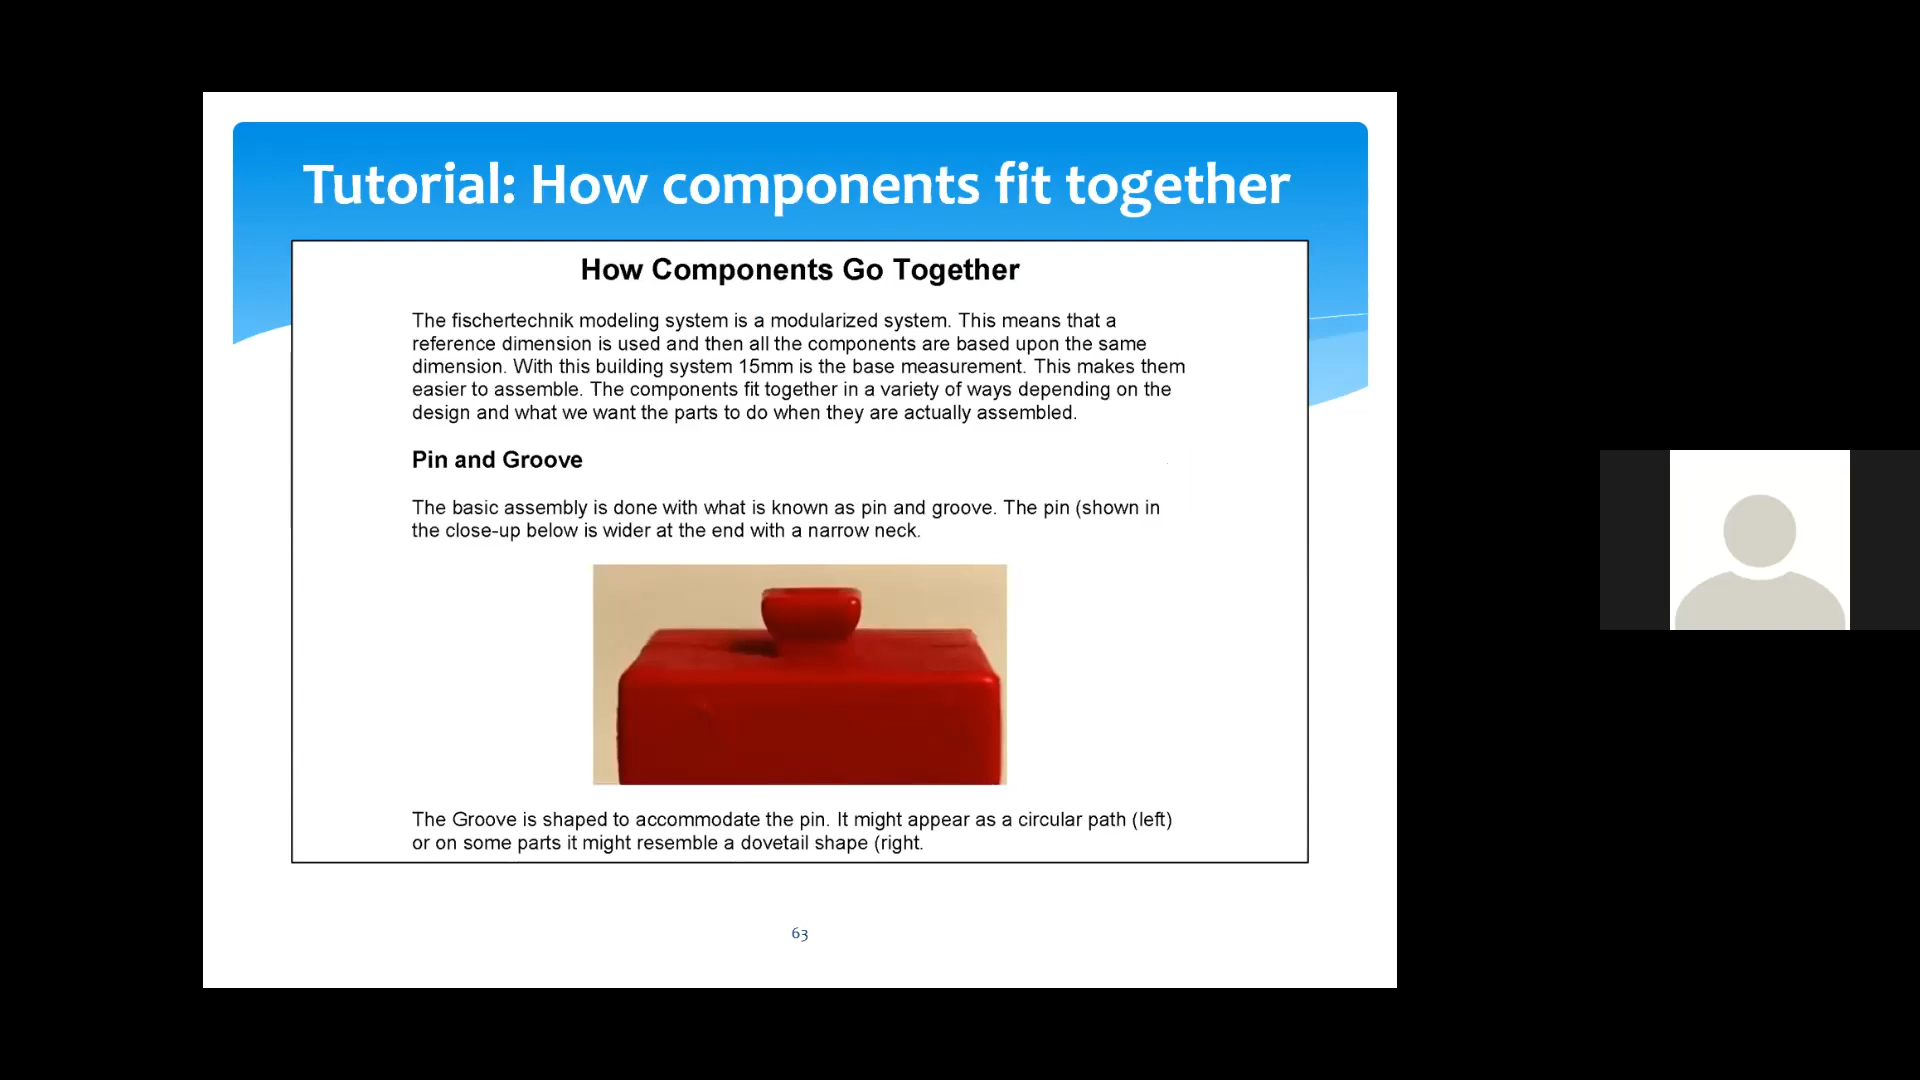 Tutorial: How components fit together
How Components Go Together
The fischertechnik modeling system is a modularized system. This means that a
reference dimension is used and then all the components are based upon the same
dimension. With this building system 15mm is the base measurement. This makes them
easier to assemble. The components fit together in a variety of ways depending on the
design and what we want the parts to do when they are actually assembled.
Pin and Groove
The basic assembly is done with what is known as pin and groove. The pin (shown in
the close-up below is wider at the end with a narrow neck.
The Groove is shaped to accommodate the pin. It might appear as a circular path (left)
or on some parts it might resemble a dovetail shape (right.
63